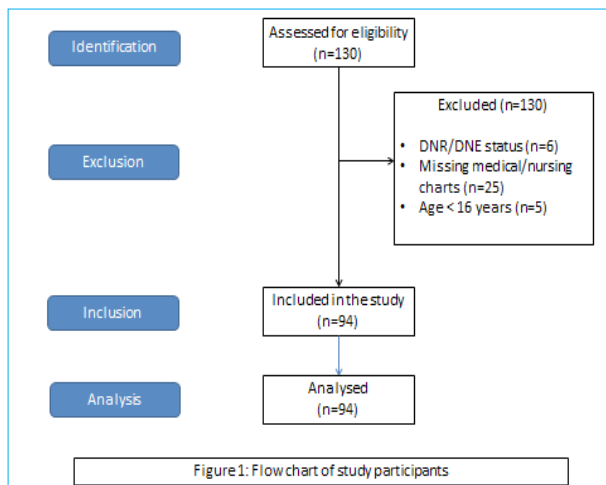 Identification
Assessed for eligibility
(n=130)
Exclusion
Excluded (n=130)
• DNR/DNE status (n=6)
• Missing medical/nursing
charts (n=25)
• Age < 16 years (n=5)
Inclusion
Included in the study
(n=94)
Analysis
Analysed
(n=94)
Figure 1: Flow chart of study participants